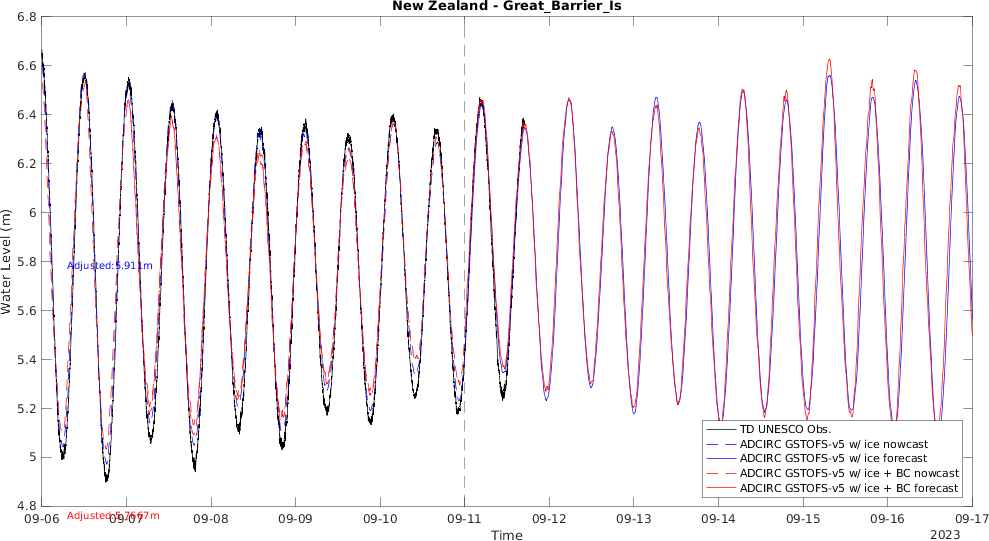 New Zealand - Great_Barrier_Is
6.8
6.6
6.4
6.2
6
5.8
5.6
5.4
5.2
5
4.8
Water Level (m)
Adjusted:5.911m
Adjusted:5.7667m
TD UNESCO Obs.
ADCIRC GSTOFS-v5 w/ ice nowcast
ADCIRC GSTOFS-v5 w/ ice forecast
ADCIRC GSTOFS-v5 w/ ice + BC nowcast
ADCIRC GSTOFS-v5 w/ ice + BC forecast
09-06 09-07 09-08 09-09 09-10 09-11 09-12 09-13 09-14 09-15 09-16 09-17
Time
2023